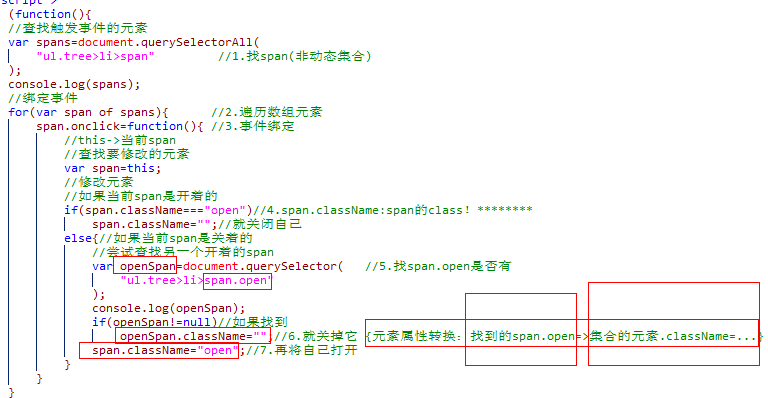 script >
(function(){
//查找触发事件的元素
var spans=document.querySelectorAll(
"ul.tree>li>span" //1.找span(非动态集合)
);
console.log(spans);
//绑定事件
for(var span of spans){ //2.遍历数组元素
span.onclick=function(){ //3.事件绑定
//this->当前span
//查找要修改的元素
var span=this;
//修改元素
//如果当前span是开着的
if(span.className==="open")//4.span.className:span的class! ********
span.className="";//就关闭自己
else{//如果当前span是关着的
//尝试查找另一个开着的span
var openSpan=document.querySelector( //5.找span.open是否有
"ul.tree>li>span.open"
);
console.log(openSpan);
if(openSpan!=null)//如果找到
openSpan.className="";//6.就关掉它 {元素属性转换: 找到的span.open=>集合的元素.className=...}
span.className="open";//7.再将自己打开
}
}
}